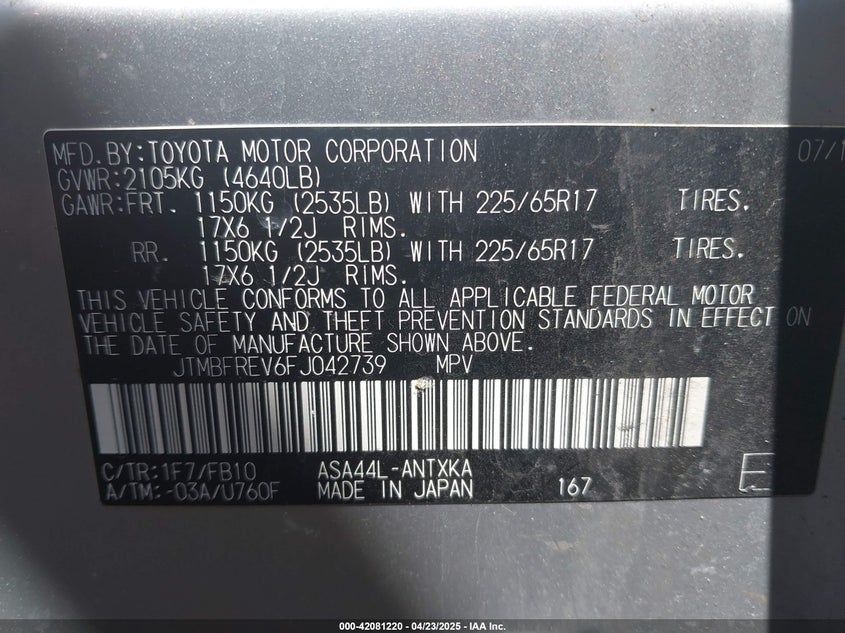 MFD.BY:TOYOTA MOTOR CORPORATION 07/1
GVWR:2105KG (4640LB)
GAWR:FRT. 1150KG (2535LB) WITH 225/65R17 TIRES.
17X6 1/2J RIMS.
RR. 1150KG (2535LB) WITH 225/65R17 TIRES.
17X6 1/2J RIMS.
THIS VEHICLE CONFORMS TO ALL APPLICABLE FEDERAL MOTOR
VEHICLE SAFETY AND THEFT PREVENTION STANDARDS IN EFFECT ON
THE DATE OF MANUFACTURE SHOWN ABOVE.
JTMBFREV6FJ042739 MPV
C/TR:1F7/FB10 ASA44L-ANTXKA
A/TM:-03A/U760F MADE IN JAPAN 167 E
000-42081220 - 04/23/2025 - IAA Inc.